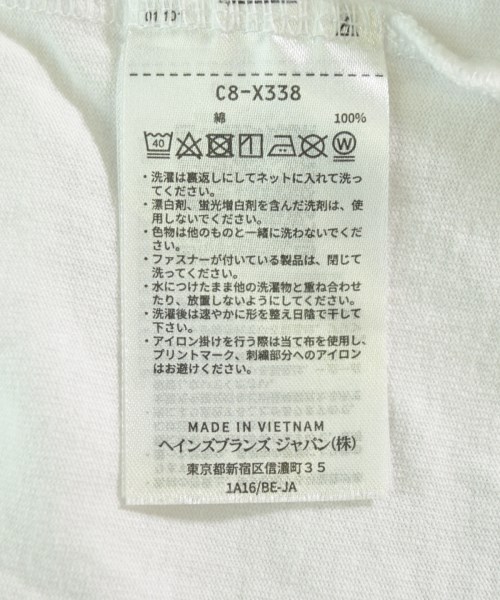 C8-X338
綿 100%
40
W
・洗濯は裏返しにしてネットに入れて洗っ
てください。
・漂白剤、蛍光増白剤を含んだ洗剤は、使
用しないでください。
・色物は他のものと一緒に洗わないでくだ
さい。
・ファスナーが付いている製品は、閉じて
洗ってください。
・水につけたまま他の洗濯物と重ね合わせ
たり、放置しないようにしてください。
・洗濯後は速やかに形を整え日陰で干して
下さい。
・アイロン掛けを行う際は当て布を使用し、
プリントマーク、刺繍部分へのアイロン
はお避けください。
MADE IN VIETNAM
ヘインズブランズ ジャパン(株)
東京都新宿区信濃町35
1A16/BE-JA